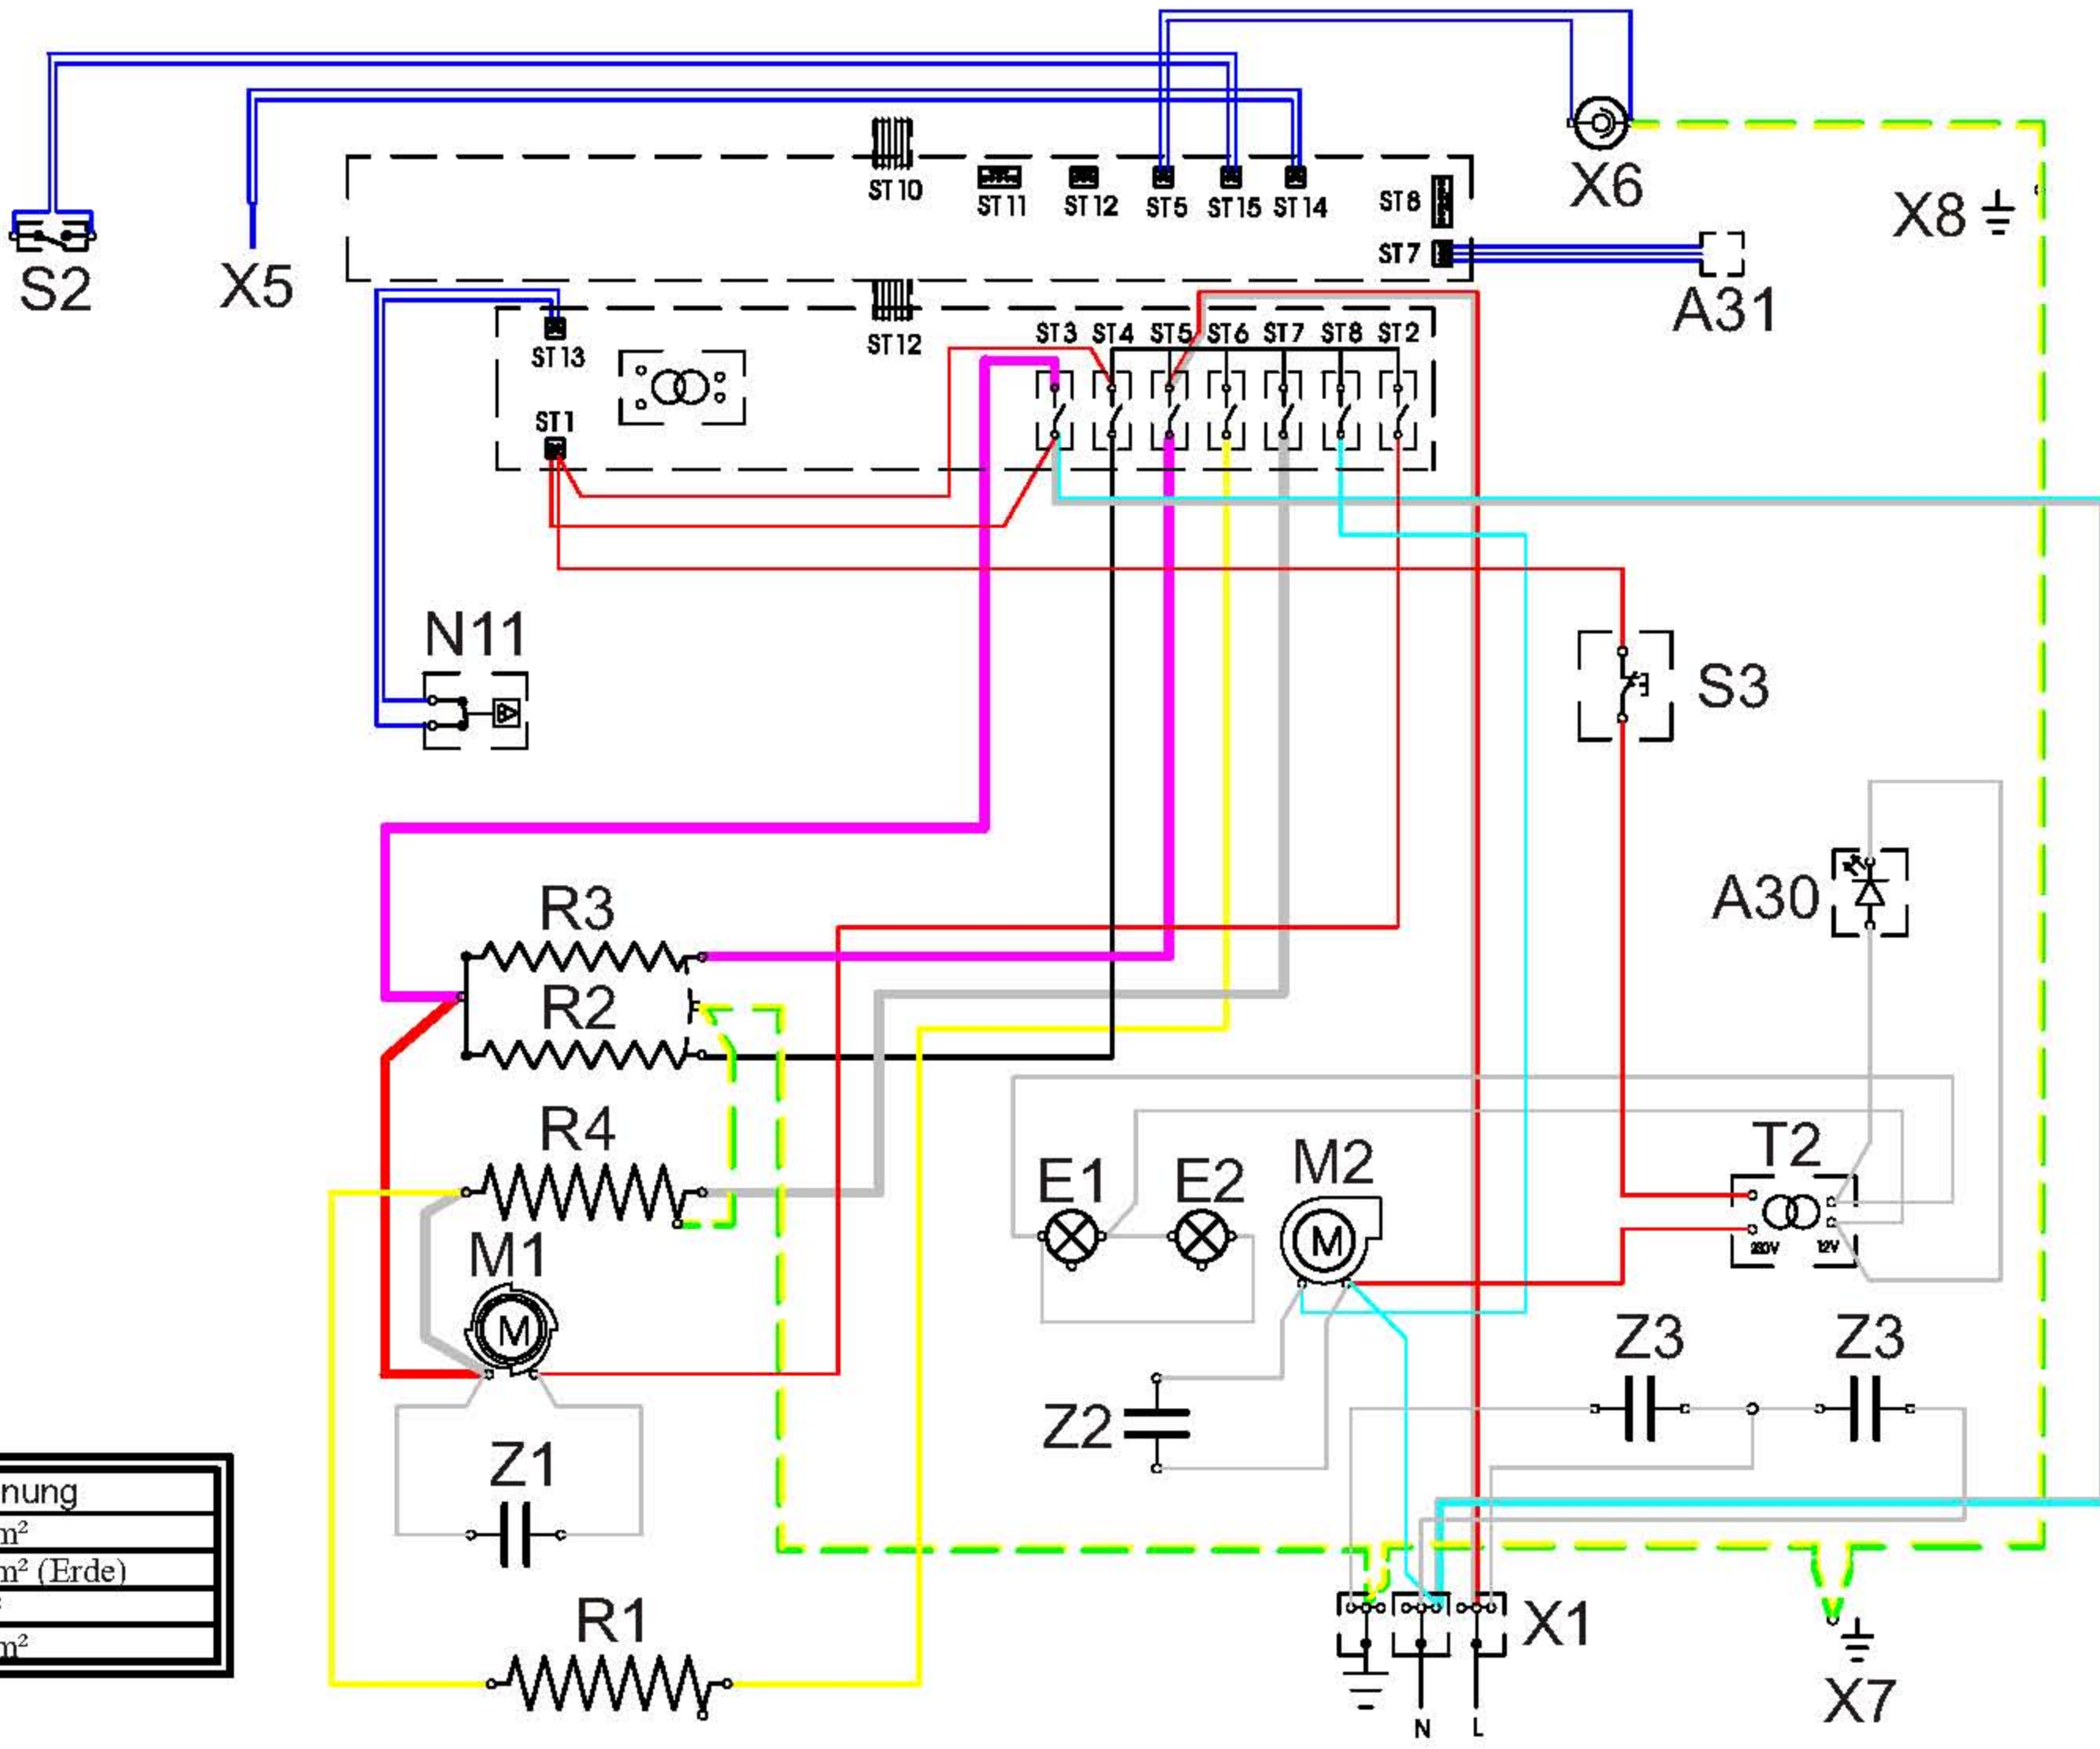 X6
ST10
ST11
ST12
ST5
ST15
ST14
ST8
ST7
X8
S2
X5
A31
ST13
ST12
ST3
ST4
ST5
ST6
ST7
ST8
ST2
ST1
N11
S3
R3
A30
R2
R4
T2
E1
E2
M2
M
230V
12V
M1
M
Z3
Z3
Z2
Z1
nung
m²
m² (Erde)
m²
R1
X1
X7
N
L